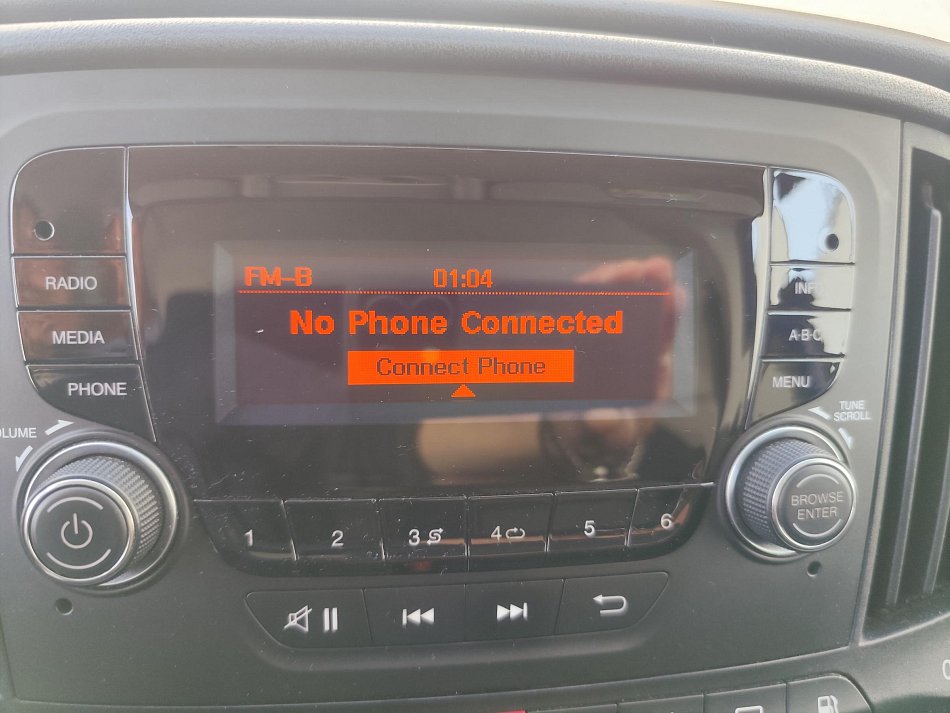 FM-B 01:04
No Phone Connected
Connect Phone
RADIO
MEDIA
PHONE
INFO
A-B-C
MENU
TUNE
SCROLL
BROWSE
ENTER
1 2 3 4 5 6